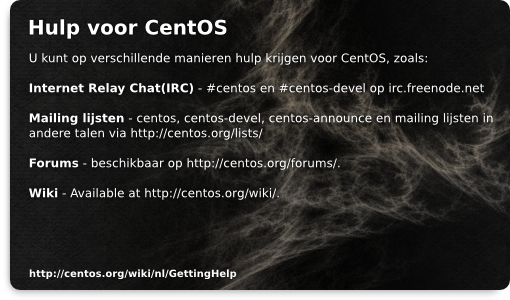 Hulp voor CentOS
U kunt op verschillende manieren hulp krijgen voor CentOS, zoals:
Internet Relay Chat(IRC) - #centos en #centos-devel op irc.freenode.net
Mailing lijsten - centos, centos-devel, centos-announce en mailing lijsten in
andere talen via http://centos.org/lists/
Forums - beschikbaar op http://centos.org/forums/.
Wiki - Available at http://centos.org/wiki/.
http://centos.org/wiki/nl/GettingHelp